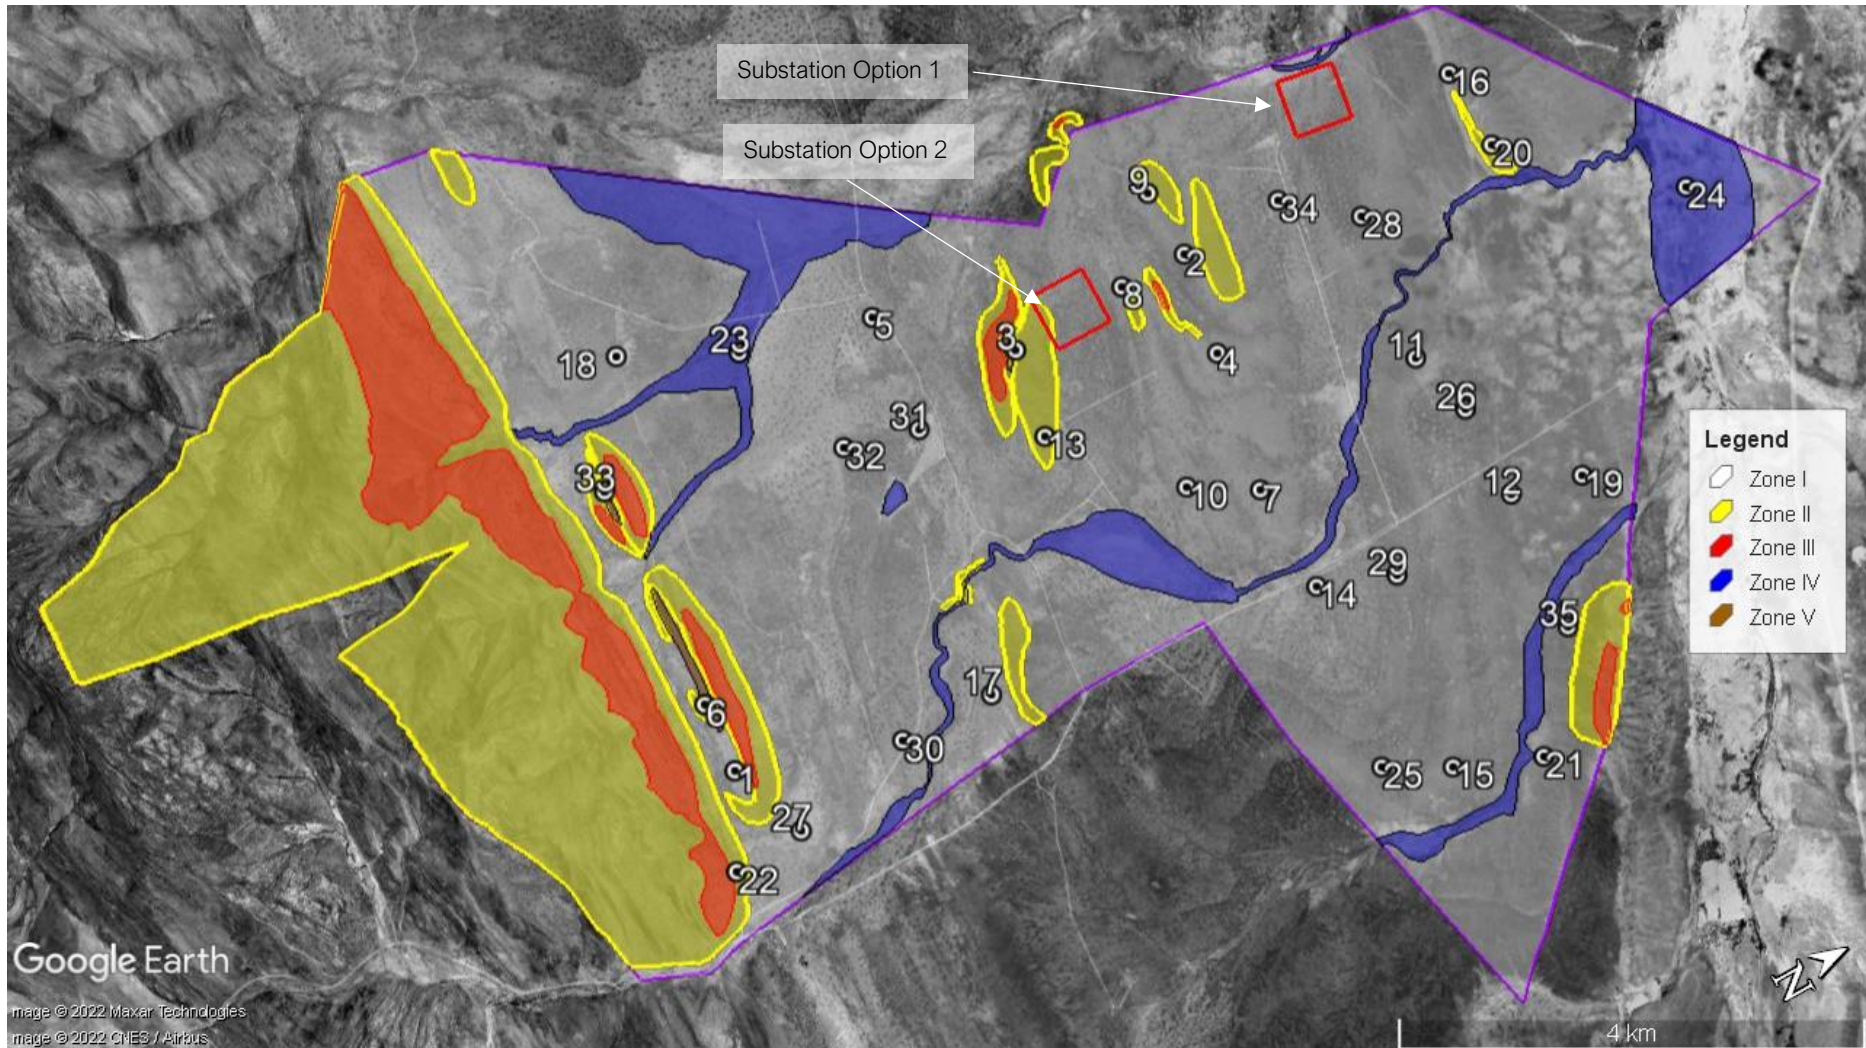 Substation Option 1
Substation Option 2
16
20
24
9
34
28
2
8
5
3
4
11
23
18
26
31
13
32
33
10
7
12
19
29
14
35
17
6
30
1
25
15
21
27
22
Legend
Zone I
Zone II
Zone III
Zone IV
Zone V
Google Earth
mage © 2022 Maxar Technologies
mage © 2022 CNES / Airbus
N
4 km